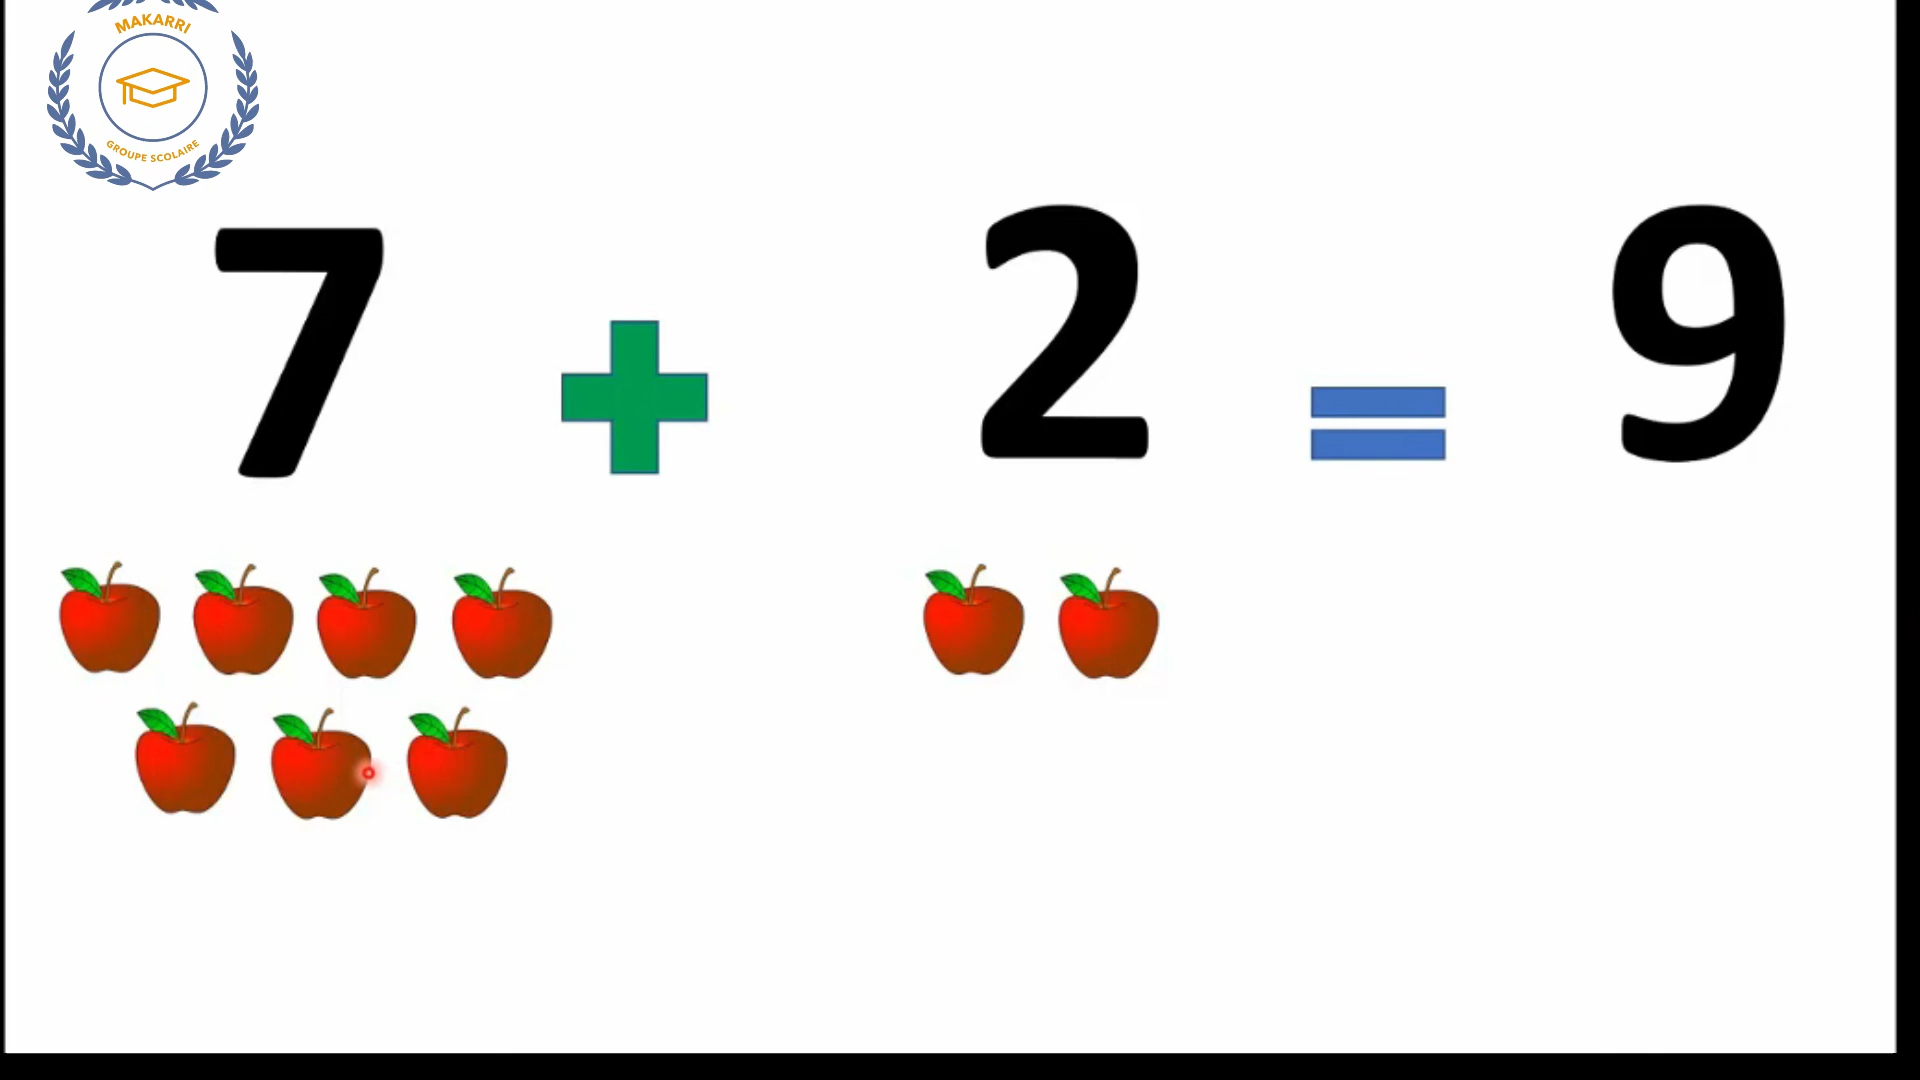 MAKARRI
GROUPE SCOLAIRE
7 + 2 = 9